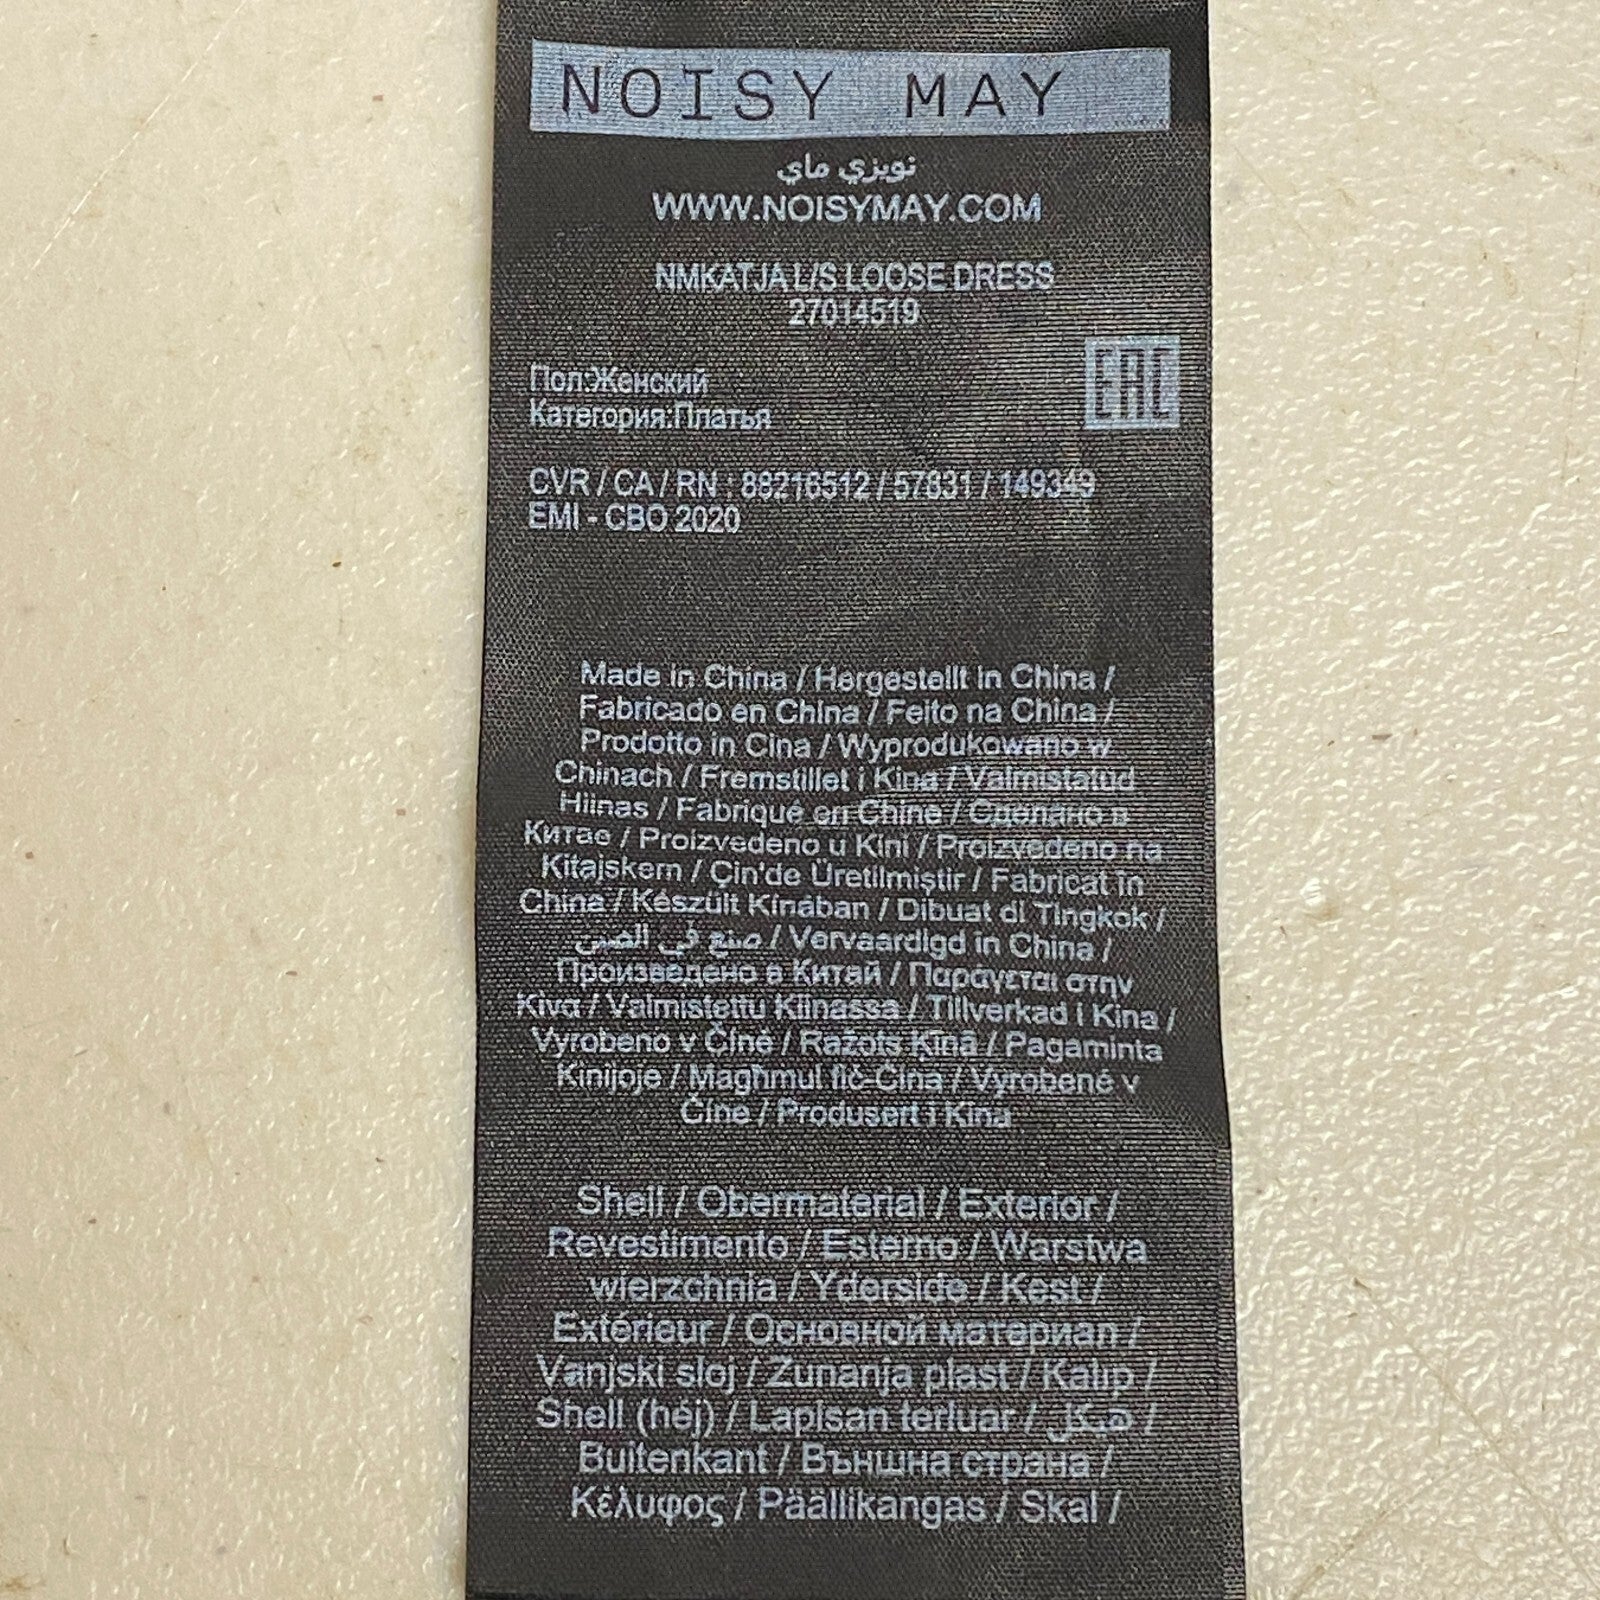 NOISY MAY
نويزي ماي
WWW.NOISYMAY.COM
NMKATJA L/S LOOSE DRESS
27014519
EAC
Пол:Женский
Категория:Платья
CVR / CA / RN : 88216512 / 57831 / 149349
EMI - CBO 2020
Made in China / Hergestellt in China /
Fabricado en China / Feito na China /
Prodotto in Cina / Wyprodukowano w
Chinach / Fremstillet i Kina / Valmistatud
Hiinas / Fabriqué en Chine / Сделано в
Китае / Proizvedeno u Kini / Proizvedeno na
Kitajskem / Çin'de Üretilmiştir / Fabricat în
China / Készült Kínában / Dibuat di Tingkok /
صنع في الصين / Vervaardigd in China /
Произведено в Китай / Παράγεται στην
Κίνα / Valmistettu Kiinassa / Tillverkad i Kina /
Vyrobeno v Číně / Ražots Ķīnā / Pagaminta
Kinijoje / Magħmul fiċ-Ċina / Vyrobené v
Číne / Produsert i Kina
Shell / Obermaterial / Exterior /
Revestimento / Esterno / Warstwa
wierzchnia / Yderside / Kest /
Extérieur / Основной материал /
Vanjski sloj / Zunanja plast / Kalıp /
Shell (héj) / Lapisan terluar / هيكل /
Buitenkant / Външна страна /
Κέλυφος / Päällikangas / Skal /